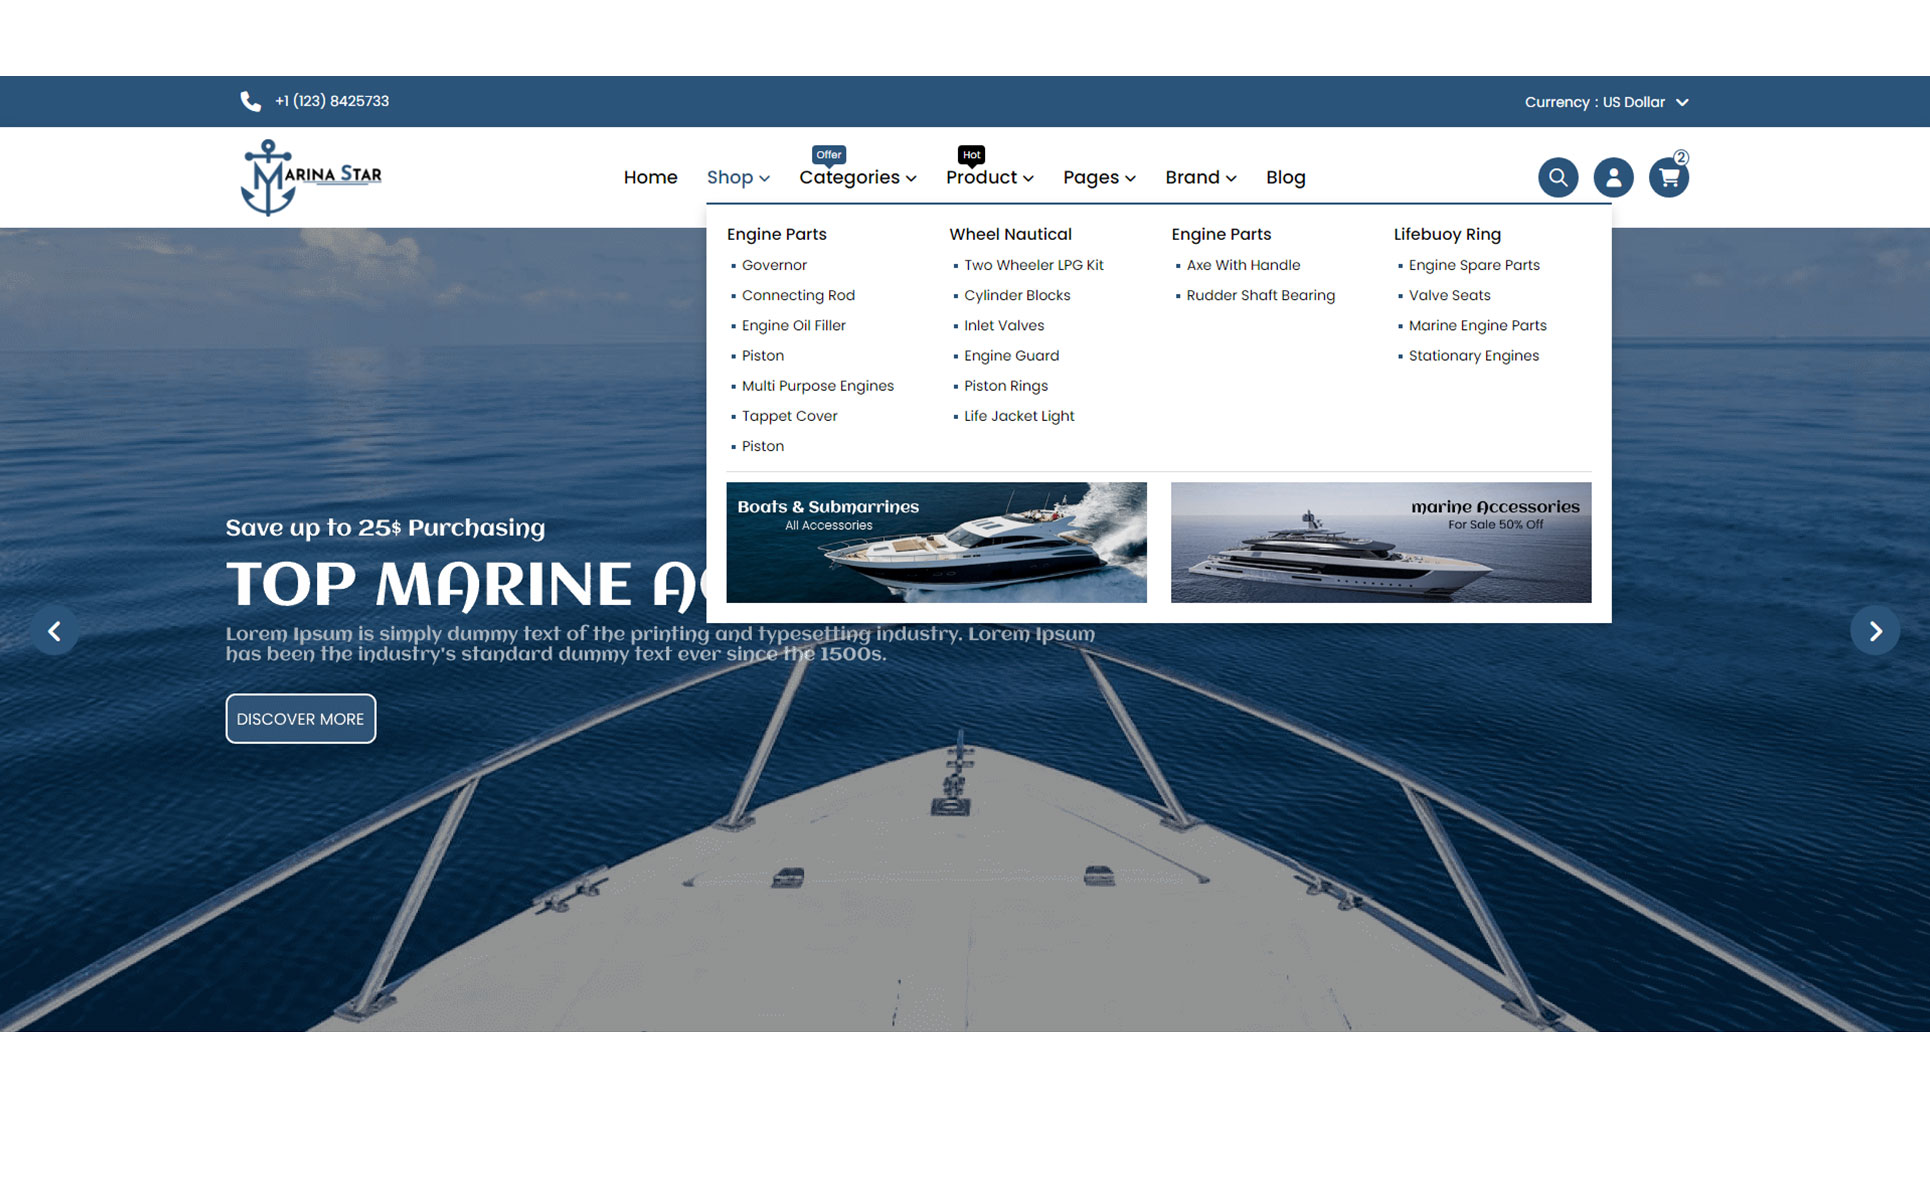 +1 (123) 8425733
Currency : US Dollar
MARINA STAR
Offer
Hot
Home Shop Categories Product Pages Brand Blog
2
Engine Parts
Governor
Connecting Rod
Engine Oil Filler
Piston
Multi Purpose Engines
Tappet Cover
Piston
Wheel Nautical
Two Wheeler LPG Kit
Cylinder Blocks
Inlet Valves
Engine Guard
Piston Rings
Life Jacket Light
Engine Parts
Axe With Handle
Rudder Shaft Bearing
Lifebuoy Ring
Engine Spare Parts
Valve Seats
Marine Engine Parts
Stationary Engines
Boats & Submarrines
All Accessories
marine Accessories
For Sale 50% Off
Save up to 25$ Purchasing
TOP MARINE
Lorem Ipsum is simply dummy text of the printing and typesetting industry. Lorem Ipsum
has been the industry's standard dummy text ever since the 1500s.
DISCOVER MORE